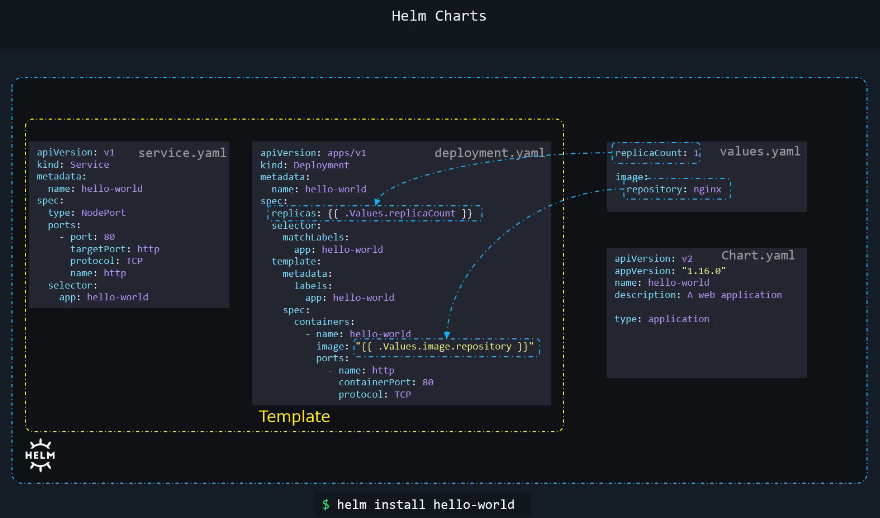 Helm Charts
service.yaml
apiVersion: v1
kind: Service
metadata:
  name: hello-world
spec:
  type: NodePort
  ports:
    - port: 80
      targetPort: http
      protocol: TCP
      name: http
  selector:
    app: hello-world
deployment.yaml
apiVersion: apps/v1
kind: Deployment
metadata:
  name: hello-world
spec:
  replicas: {{ .Values.replicaCount }}
  selector:
    matchLabels:
      app: hello-world
  template:
    metadata:
      labels:
        app: hello-world
    spec:
      containers:
        - name: hello-world
          image: "{{ .Values.image.repository }}"
          ports:
            - name: http
              containerPort: 80
              protocol: TCP
Template
values.yaml
replicaCount: 1
image:
  repository: nginx
Chart.yaml
apiVersion: v2
appVersion: "1.16.0"
name: hello-world
description: A web application
type: application
HELM
$ helm install hello-world